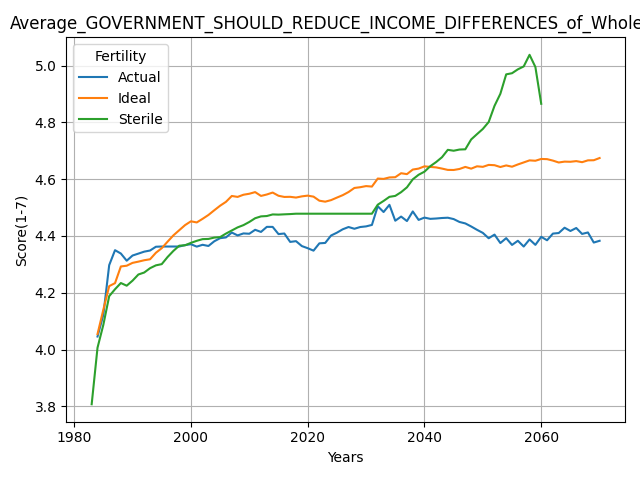 Average_GOVERNMENT_SHOULD_REDUCE_INCOME_DIFFERENCES_of_Whole
Fertility
Actual
Ideal
Sterile
5.0
4.8
4.6
4.4
4.2
4.0
3.8
Score(1-7)
1980 2000 2020 2040 2060
Years